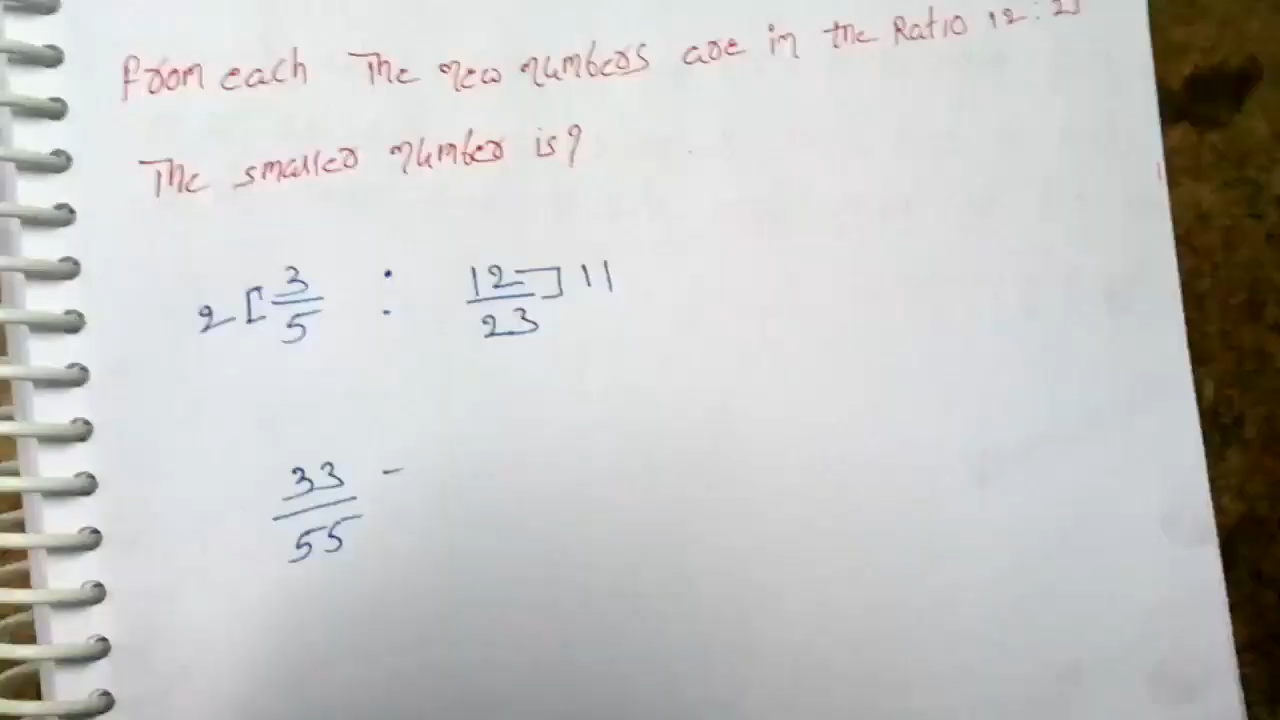 from each The new numbers are in the Ratio 12:23
The smaller number is?
2[3/5 : 12/23]11
33/55 -